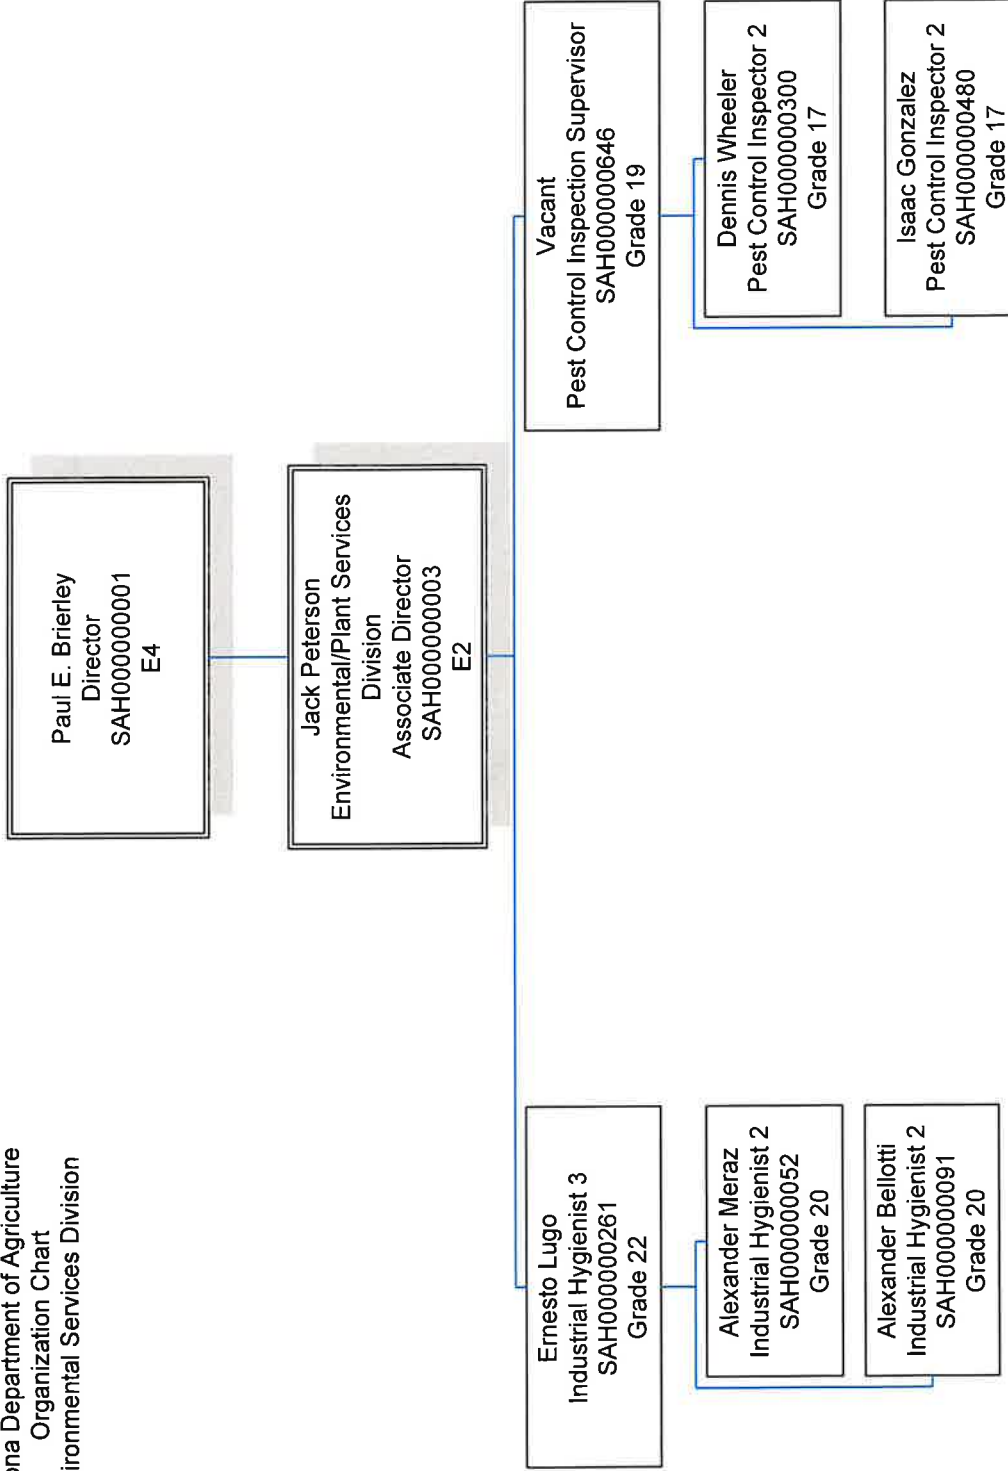 ona Department of Agriculture
Organization Chart
ironmental Services Division
Paul E. Brierley
Director
SAH000000001
E4
Jack Peterson
Environmental/Plant Services
Division
Associate Director
SAH000000003
E2
Ernesto Lugo
Industrial Hygienist 3
SAH000000261
Grade 22
Alexander Meraz
Industrial Hygienist 2
SAH000000052
Grade 20
Alexander Bellotti
Industrial Hygienist 2
SAH000000091
Grade 20
Vacant
Pest Control Inspection Supervisor
SAH000000646
Grade 19
Dennis Wheeler
Pest Control Inspector 2
SAH000000300
Grade 17
Isaac Gonzalez
Pest Control Inspector 2
SAH000000480
Grade 17